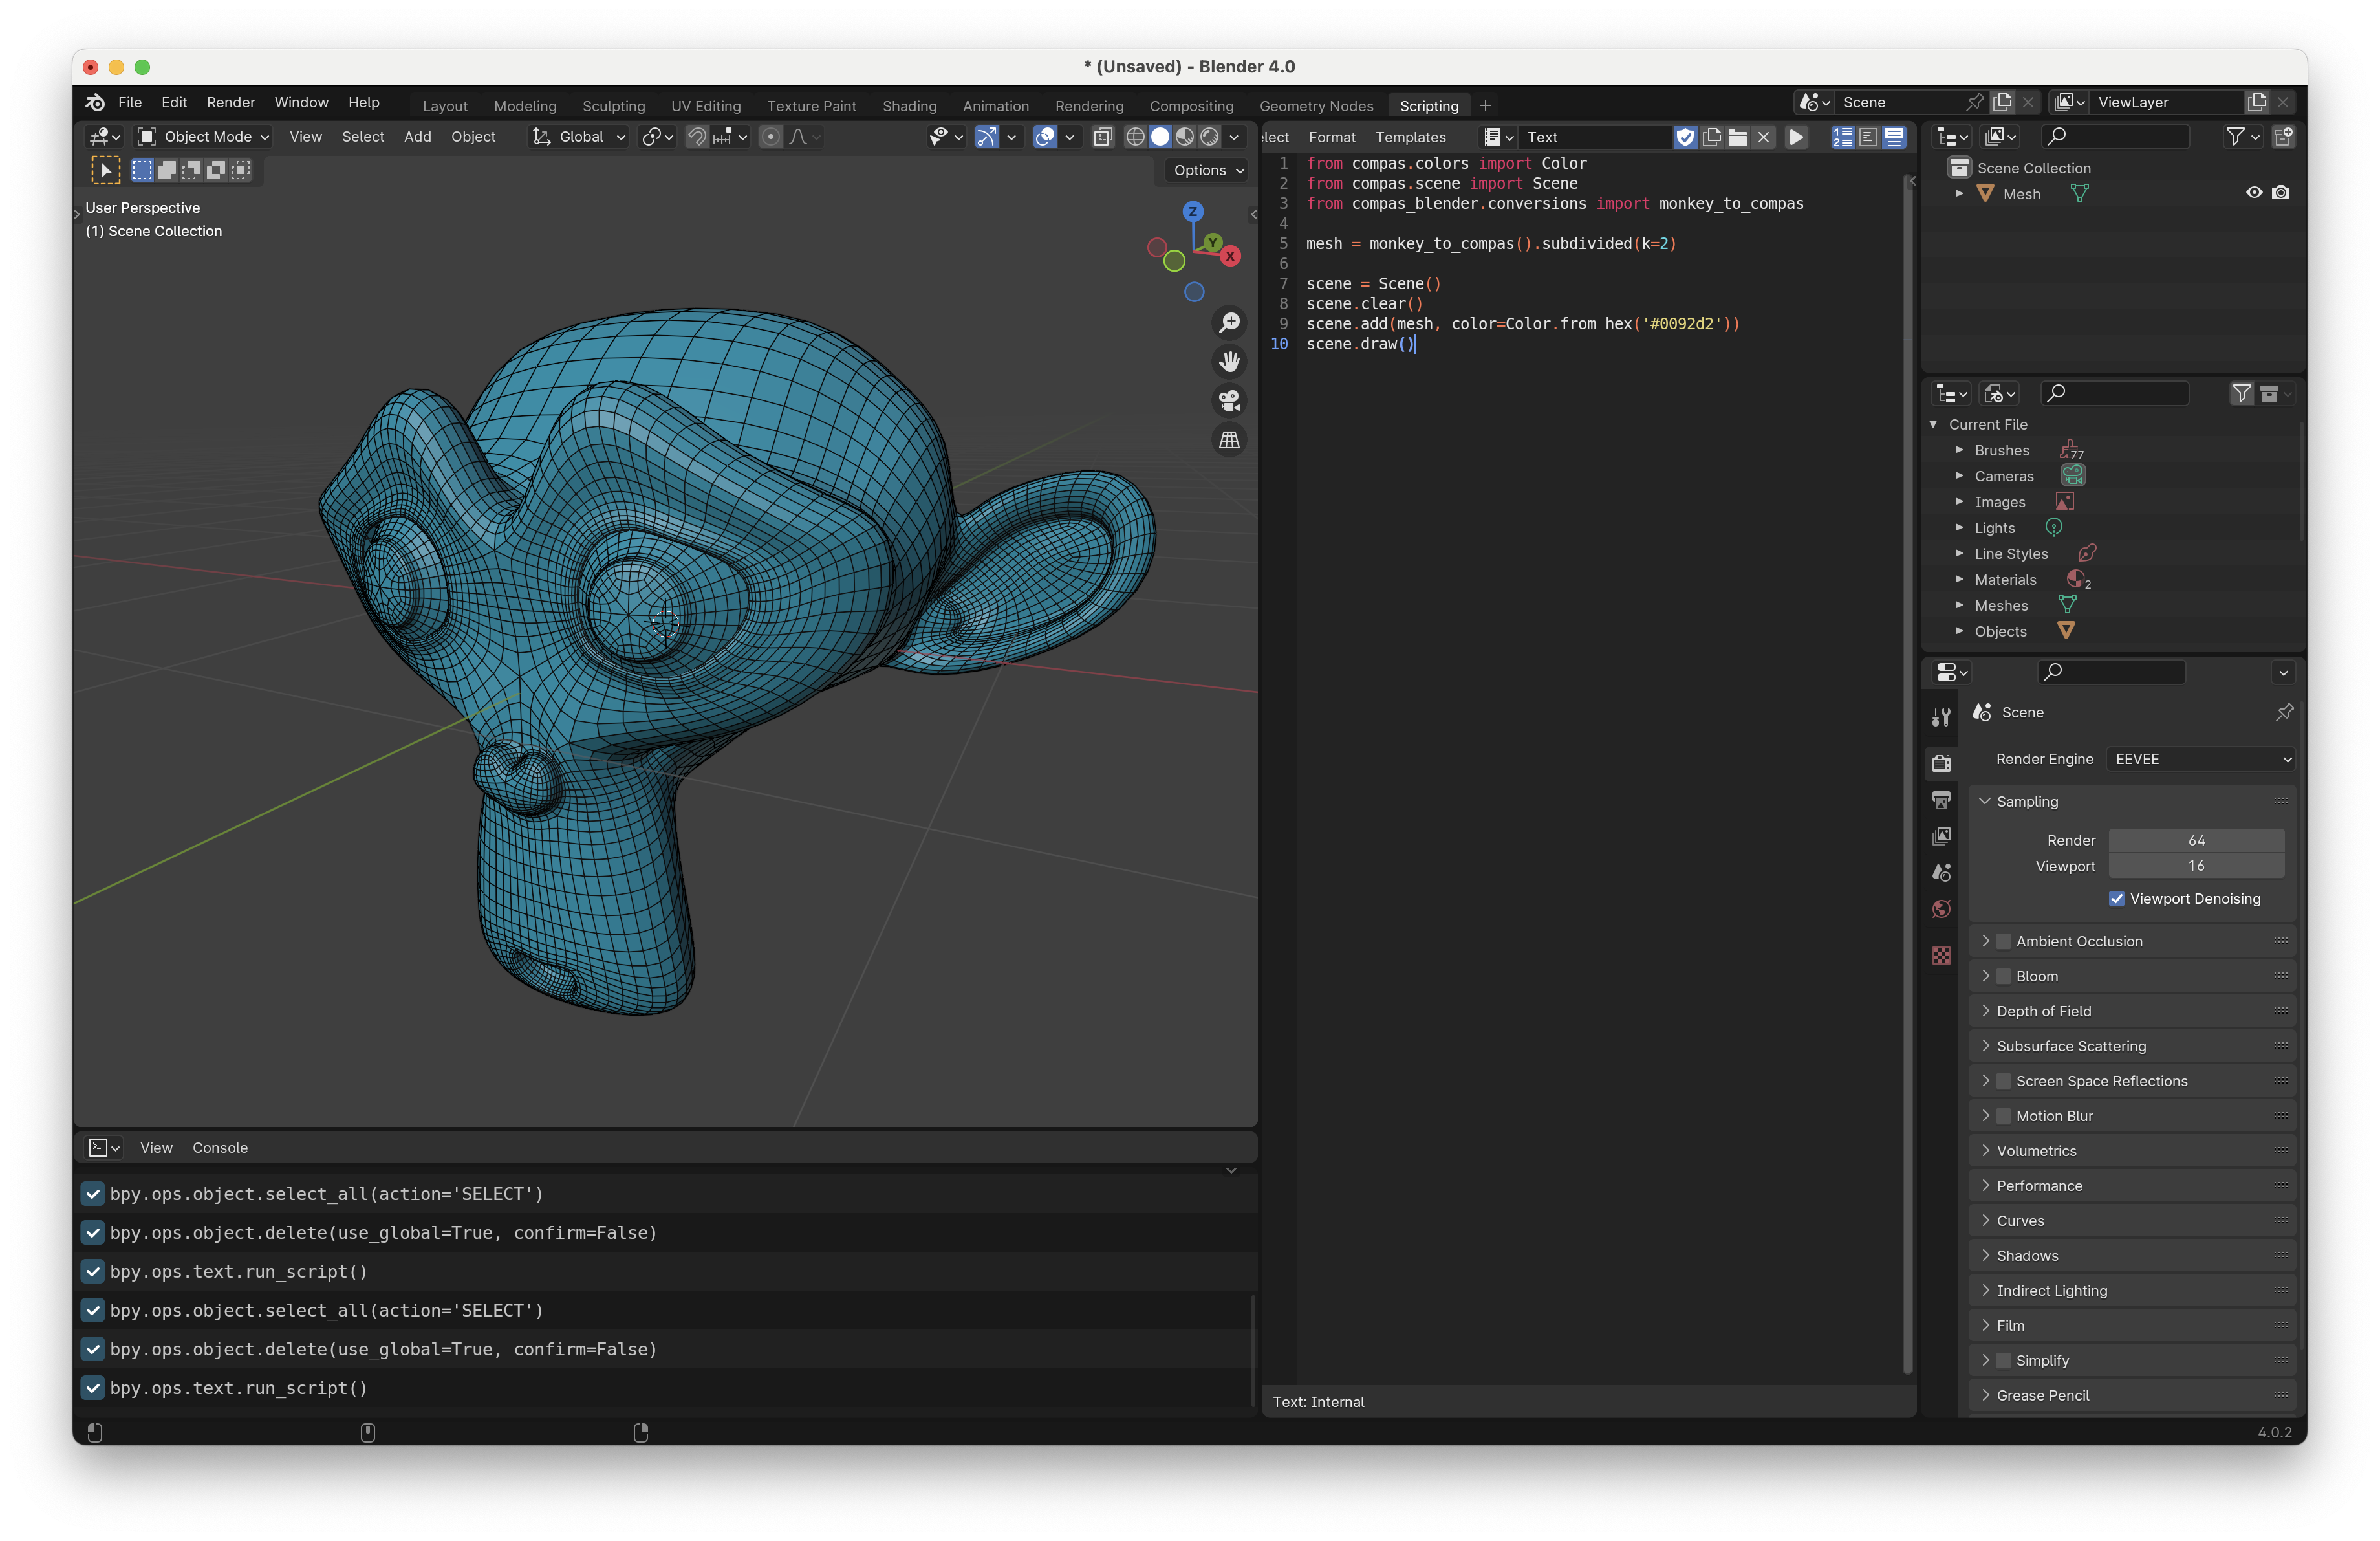 * (Unsaved) - Blender 4.0
File Edit Render Window Help Layout Modeling Sculpting UV Editing Texture Paint Shading Animation Rendering Compositing Geometry Nodes Scripting + Scene ViewLayer
Object Mode View Select Add Object Global
Options
User Perspective
(1) Scene Collection
Z
Y
X
lect Format Templates Text
1 from compas.colors import Color
2 from compas.scene import Scene
3 from compas_blender.conversions import monkey_to_compas
4
5 mesh = monkey_to_compas().subdivided(k=2)
6
7 scene = Scene()
8 scene.clear()
9 scene.add(mesh, color=Color.from_hex('#0092d2'))
10 scene.draw()
Text: Internal
View Console
bpy.ops.object.select_all(action='SELECT')
bpy.ops.object.delete(use_global=True, confirm=False)
bpy.ops.text.run_script()
bpy.ops.object.select_all(action='SELECT')
bpy.ops.object.delete(use_global=True, confirm=False)
bpy.ops.text.run_script()
Scene Collection
Mesh
Current File
Brushes 77
Cameras
Images
Lights
Line Styles
Materials 2
Meshes
Objects
Scene
Render Engine EEVEE
Sampling
Render 64
Viewport 16
Viewport Denoising
Ambient Occlusion
Bloom
Depth of Field
Subsurface Scattering
Screen Space Reflections
Motion Blur
Volumetrics
Performance
Curves
Shadows
Indirect Lighting
Film
Simplify
Grease Pencil
4.0.2